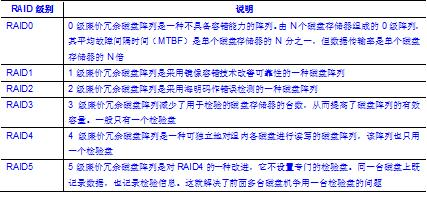 RAID 级别 说明
RAID0 0 级廉价冗余磁盘阵列是一种不具备容错能力的阵列。由 N个磁盘存储器组成的 0级阵列，
其平均故障间隔时间（MTBF）是单个磁盘存储器的 N 分之一，但数据传输率是单个磁盘
存储器的 N倍
RAID1 1 级廉价冗余磁盘阵列是采用镜像容错技术改善可靠性的一种磁盘阵列
RAID2 2 级廉价冗余磁盘阵列是采用海明码作错误检测的一种磁盘阵列
RAID3 3 级廉价冗余磁盘阵列减少了用于检验的磁盘存储器的台数，从而提高了磁盘阵列的有效
容量。一般只有一个检验盘
RAID4 4 级廉价冗余磁盘阵列是一种可独立地对组内各磁盘进行读写的磁盘阵列，该阵列也只用
一个检验盘
RAID5 5 级廉价冗余磁盘阵列是对 RAID4 的一种改进，它不设置专门的检验盘。同一台磁盘上既
记录数据，也记录检验信息。这就解决了前面多台磁盘机争用一台检验盘的问题